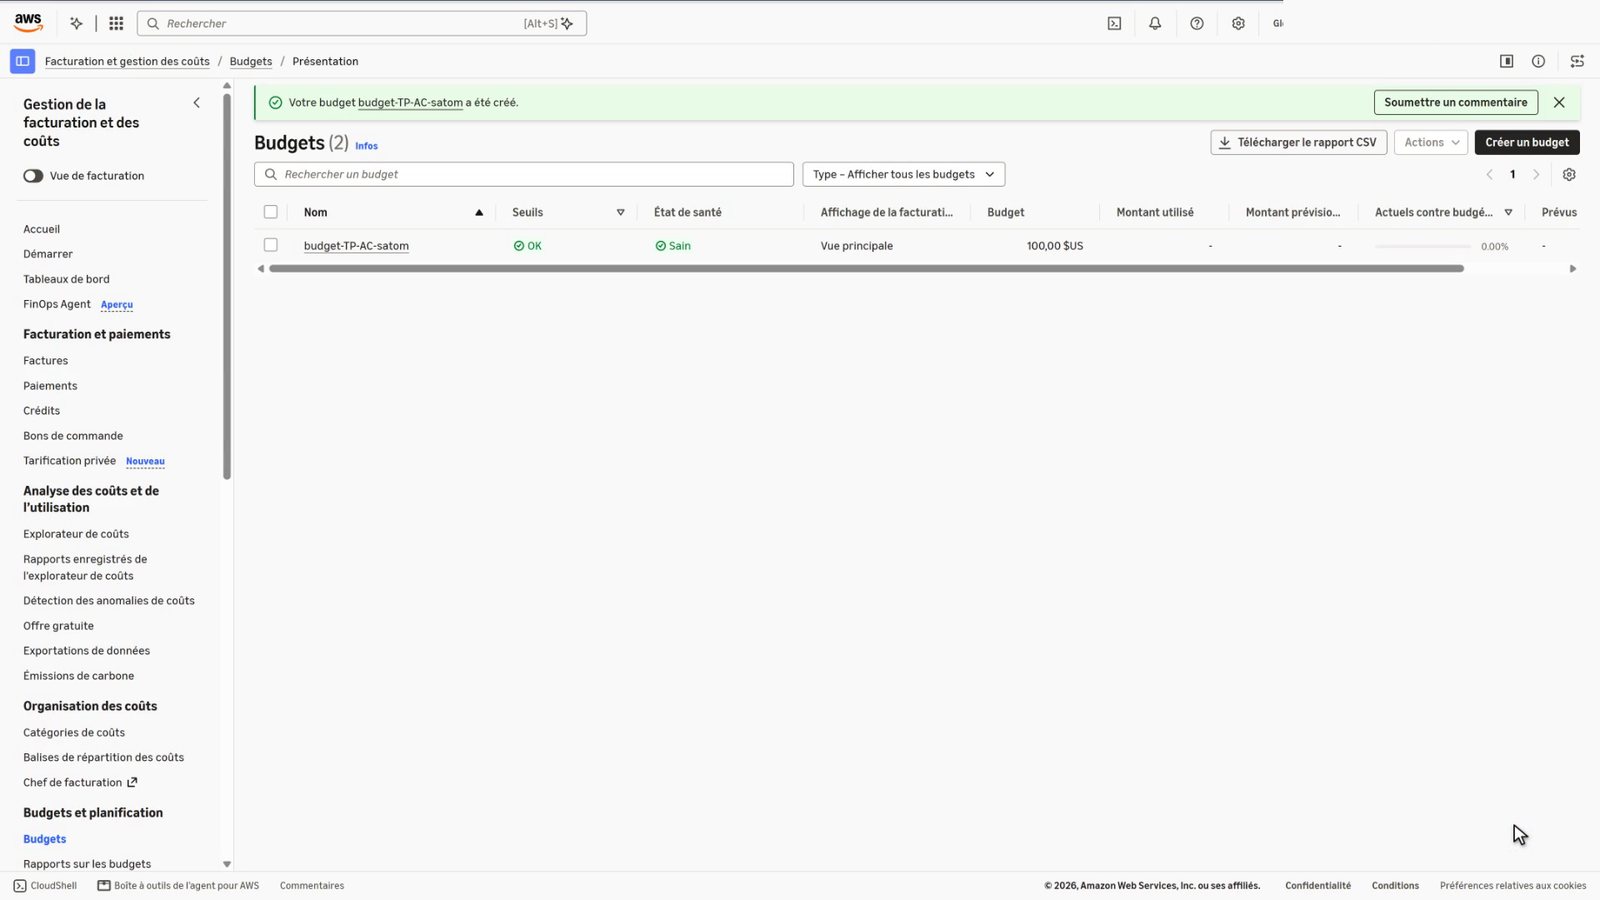 aws
Rechercher [Alt+S]
Facturation et gestion des coûts / Budgets / Présentation
Gestion de la facturation et des coûts
Vue de facturation
Accueil
Démarrer
Tableaux de bord
FinOps Agent Aperçu
Facturation et paiements
Factures
Paiements
Crédits
Bons de commande
Tarification privée Nouveau
Analyse des coûts et de l'utilisation
Explorateur de coûts
Rapports enregistrés de l'explorateur de coûts
Détection des anomalies de coûts
Offre gratuite
Exportations de données
Émissions de carbone
Organisation des coûts
Catégories de coûts
Balises de répartition des coûts
Chef de facturation
Budgets et planification
Budgets
Rapports sur les budgets
Votre budget budget-TP-AC-satom a été créé.
Soumettre un commentaire
Budgets (2) Infos
Télécharger le rapport CSV Actions Créer un budget
Rechercher un budget
Type – Afficher tous les budgets
1
Nom Seuils État de santé Affichage de la facturati... Budget Montant utilisé Montant prévisio... Actuels contre budgé... Prévus
budget-TP-AC-satom OK Sain Vue principale 100,00 $US - - 0.00% -
CloudShell Boîte à outils de l'agent pour AWS Commentaires
© 2026, Amazon Web Services, Inc. ou ses affiliés. Confidentialité Conditions Préférences relatives aux cookies